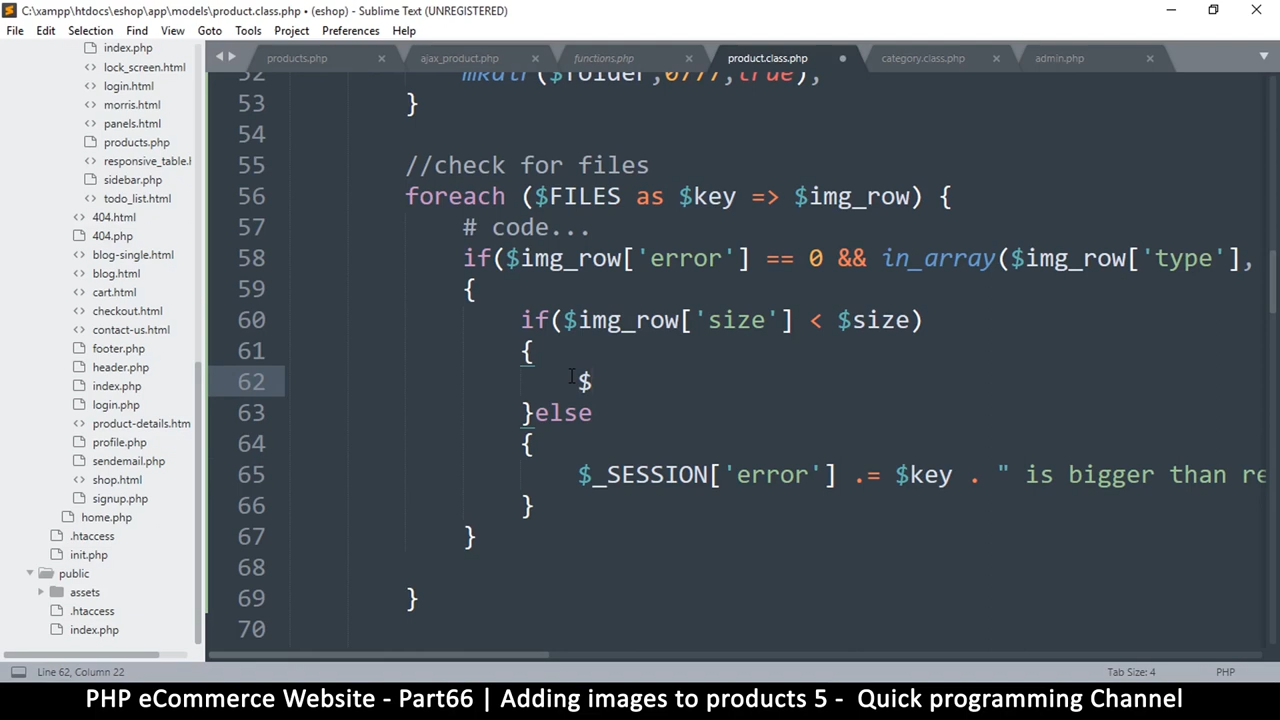 C:\xampp\htdocs\eshop\app\models\product.class.php • (eshop) - Sublime Text (UNREGISTERED)
File Edit Selection Find View Goto Tools Project Preferences Help
index.php
lock_screen.html
login.html
morris.html
panels.html
products.php
responsive_table.h
sidebar.php
todo_list.html
404.html
404.php
blog-single.html
blog.html
cart.html
checkout.html
contact-us.html
footer.php
header.php
index.php
login.php
product-details.htm
profile.php
sendemail.php
shop.html
signup.php
home.php
.htaccess
init.php
public
assets
.htaccess
index.php
products.php ajax_product.php functions.php product.class.php category.class.php admin.php
52 mkdir($folder,0777,true);
53 }
54
55 //check for files
56 foreach ($FILES as $key => $img_row) {
57 # code...
58 if($img_row['error'] == 0 && in_array($img_row['type'],
59 {
60 if($img_row['size'] < $size)
61 {
62 $
63 }else
64 {
65 $_SESSION['error'] .= $key . " is bigger than re
66 }
67 }
68
69 }
70
Line 62, Column 22 Tab Size: 4 PHP
PHP eCommerce Website - Part66 | Adding images to products 5 - Quick programming Channel